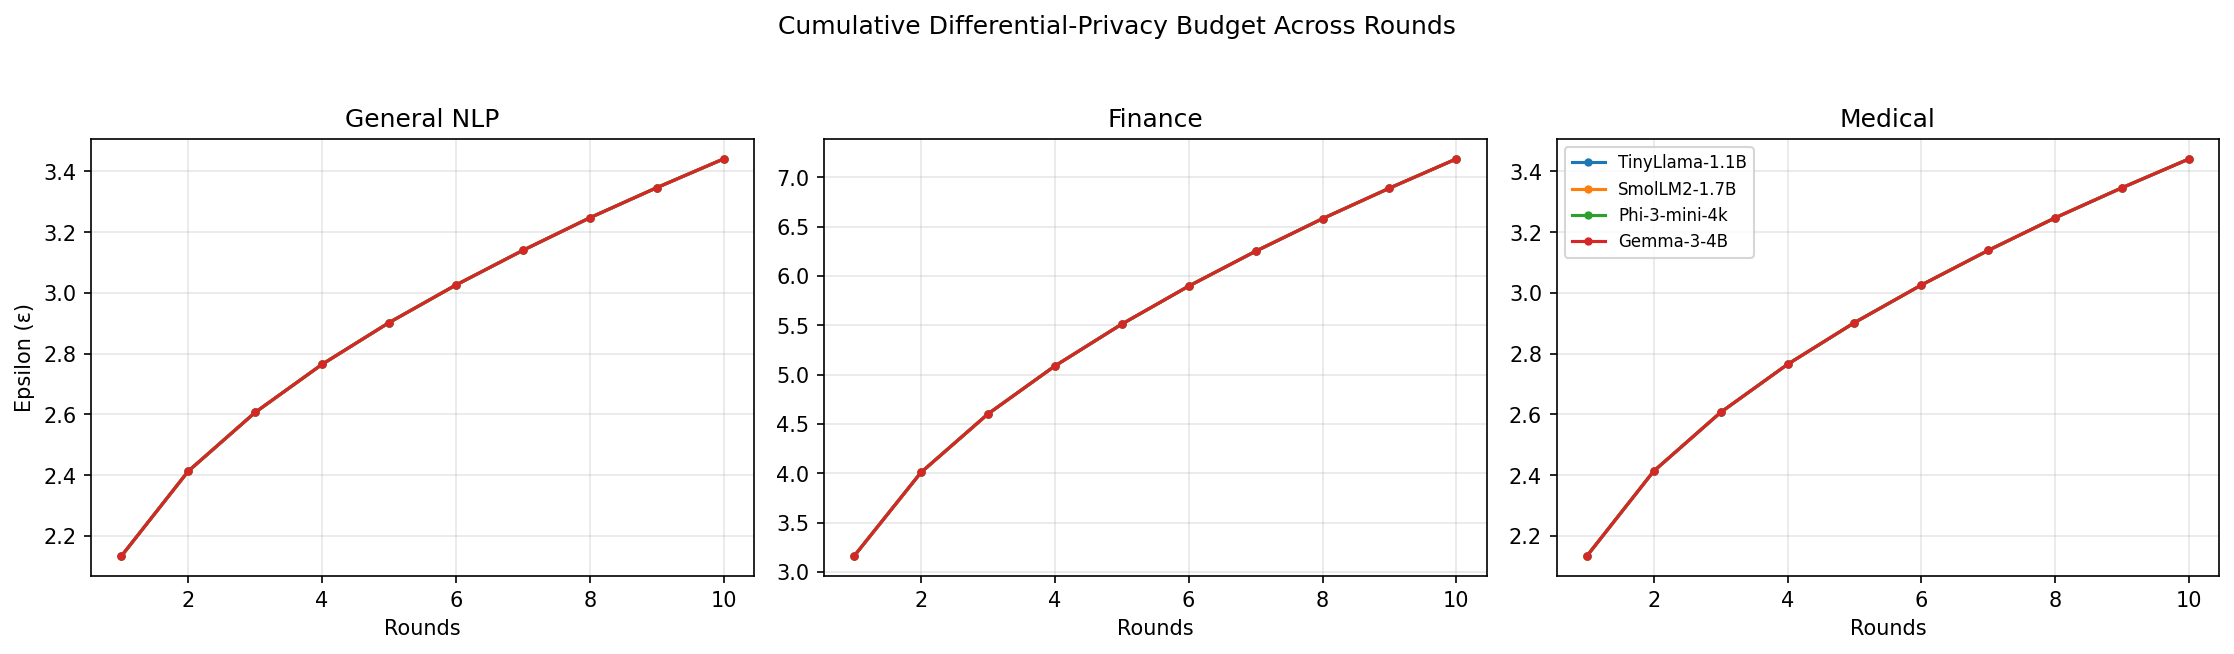 Cumulative Differential-Privacy Budget Across Rounds
General NLP
Epsilon (ε)
3.4
3.2
3.0
2.8
2.6
2.4
2.2
2 4 6 8 10
Rounds
Finance
7.0
6.5
6.0
5.5
5.0
4.5
4.0
3.5
3.0
2 4 6 8 10
Rounds
Medical
TinyLlama-1.1B
SmolLM2-1.7B
Phi-3-mini-4k
Gemma-3-4B
3.4
3.2
3.0
2.8
2.6
2.4
2.2
2 4 6 8 10
Rounds